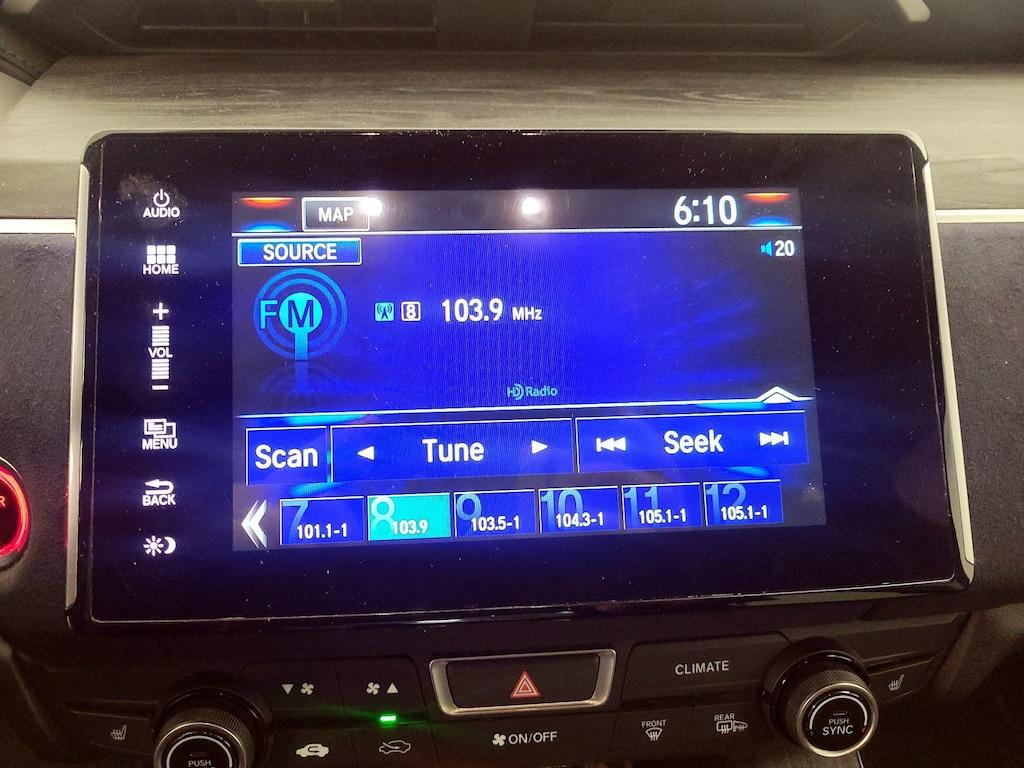 AUDIO
MAP
6:10
SOURCE
20
HOME
FM
8 103.9 MHz
+
VOL
−
HD Radio
MENU
Scan Tune Seek
BACK
7 101.1-1
8 103.9
9 103.5-1
10 104.3-1
11 105.1-1
12 105.1-1
R
CLIMATE
PUSH
SYNC
FRONT
REAR
ON/OFF
PUSH